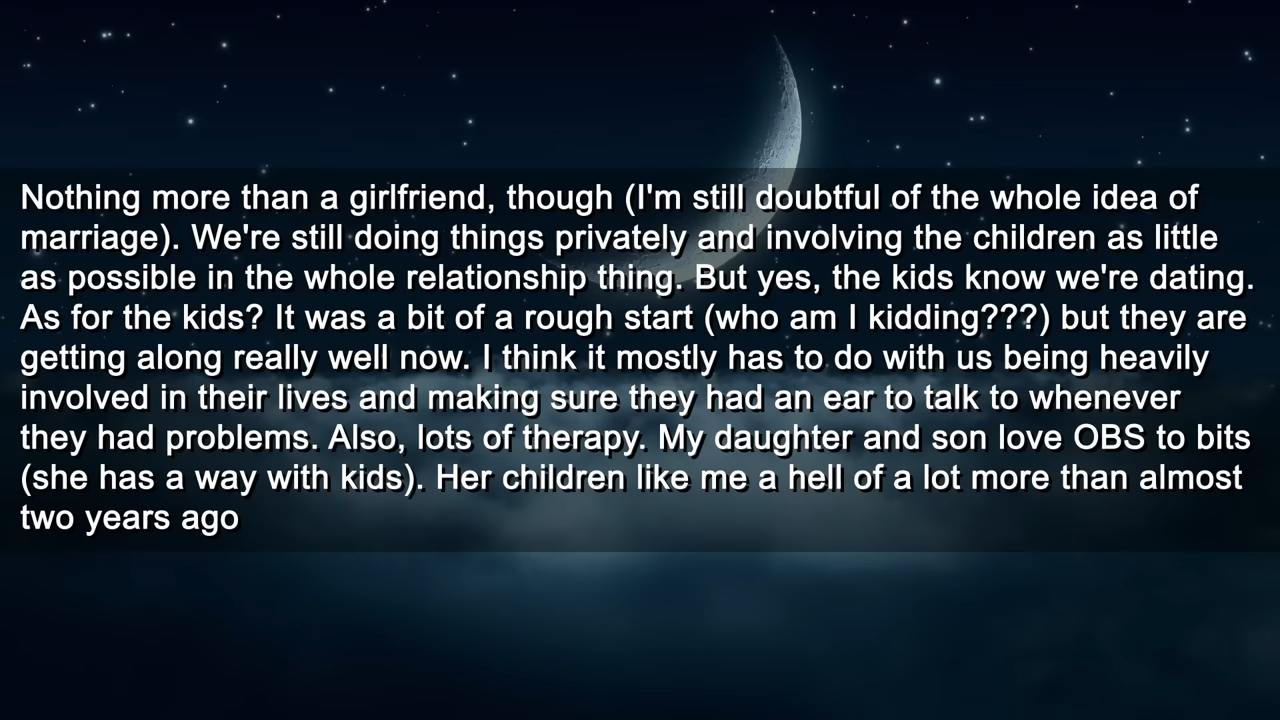 Nothing more than a girlfriend, though (I'm still doubtful of the whole idea of
marriage). We're still doing things privately and involving the children as little
as possible in the whole relationship thing. But yes, the kids know we're dating.
As for the kids? It was a bit of a rough start (who am I kidding???) but they are
getting along really well now. I think it mostly has to do with us being heavily
involved in their lives and making sure they had an ear to talk to whenever
they had problems. Also, lots of therapy. My daughter and son love OBS to bits
(she has a way with kids). Her children like me a hell of a lot more than almost
two years ago